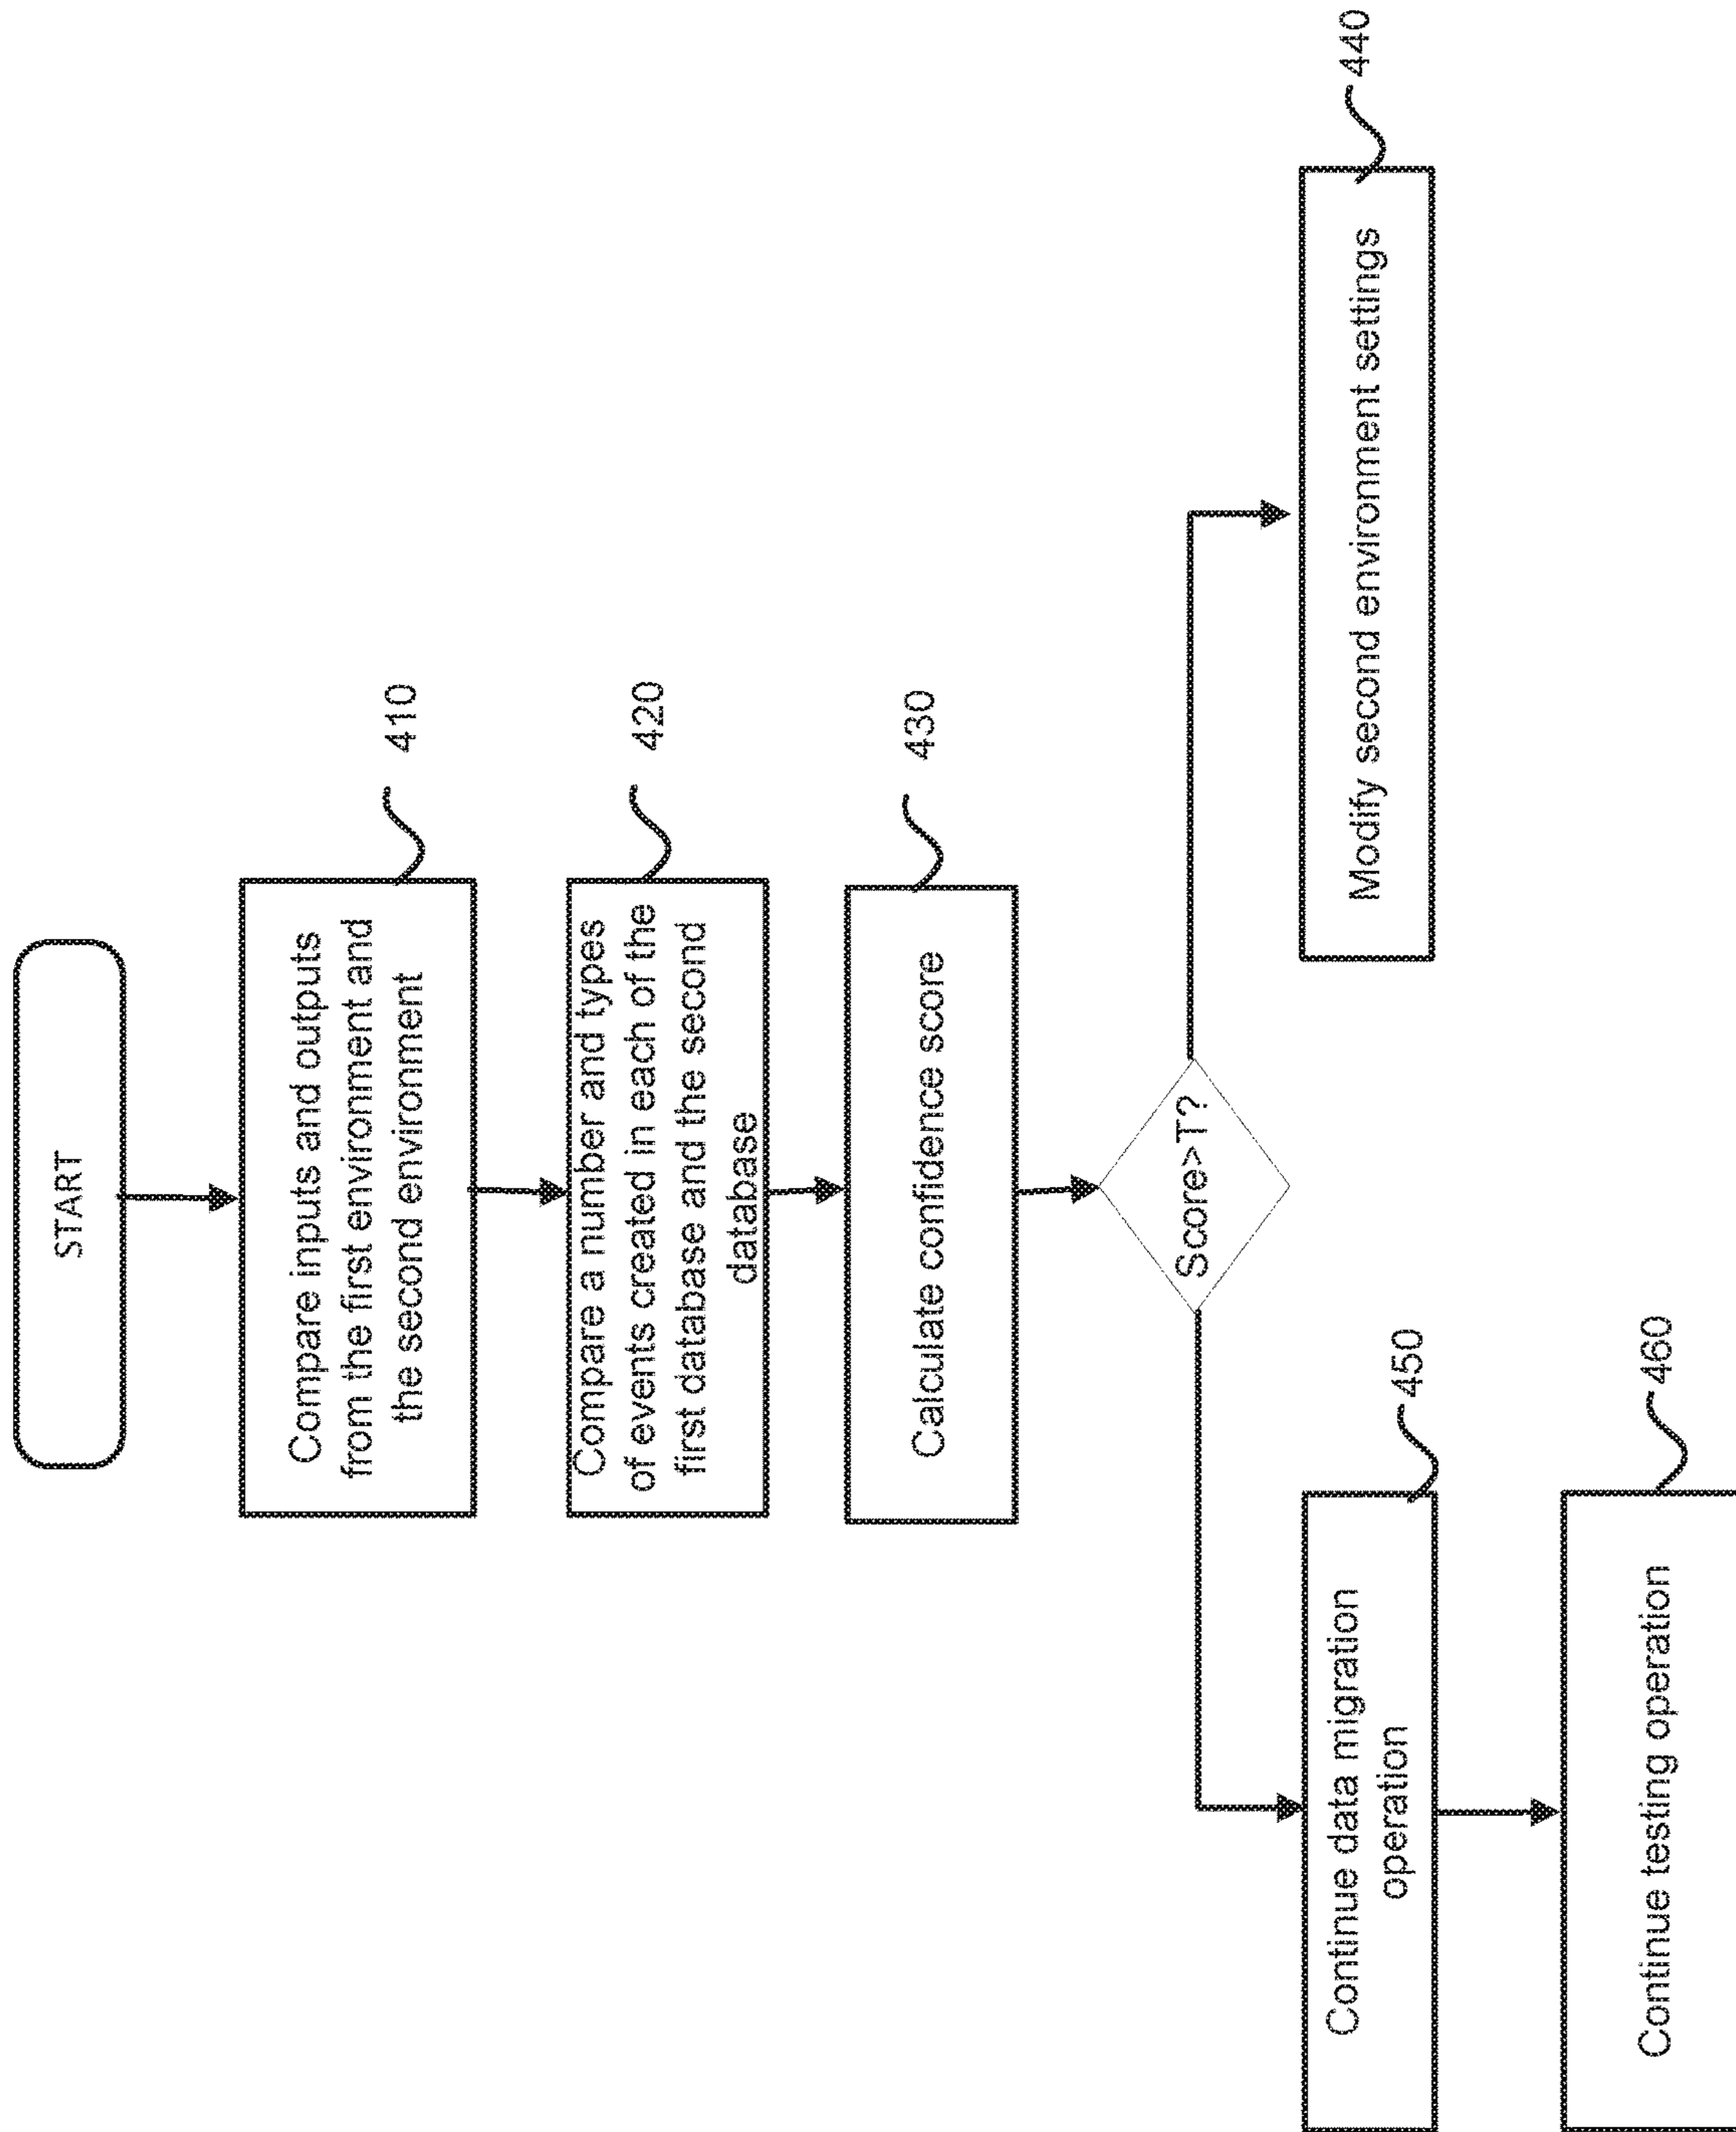 START
Compare inputs and outputs
from the first environment and
the second environment
410
Compare a number and types
of events created in each of the
first database and the second
database
420
Calculate confidence score
430
Score>T?
Continue data migration
operation
450
Modify second environment settings
440
Continue testing operation
460